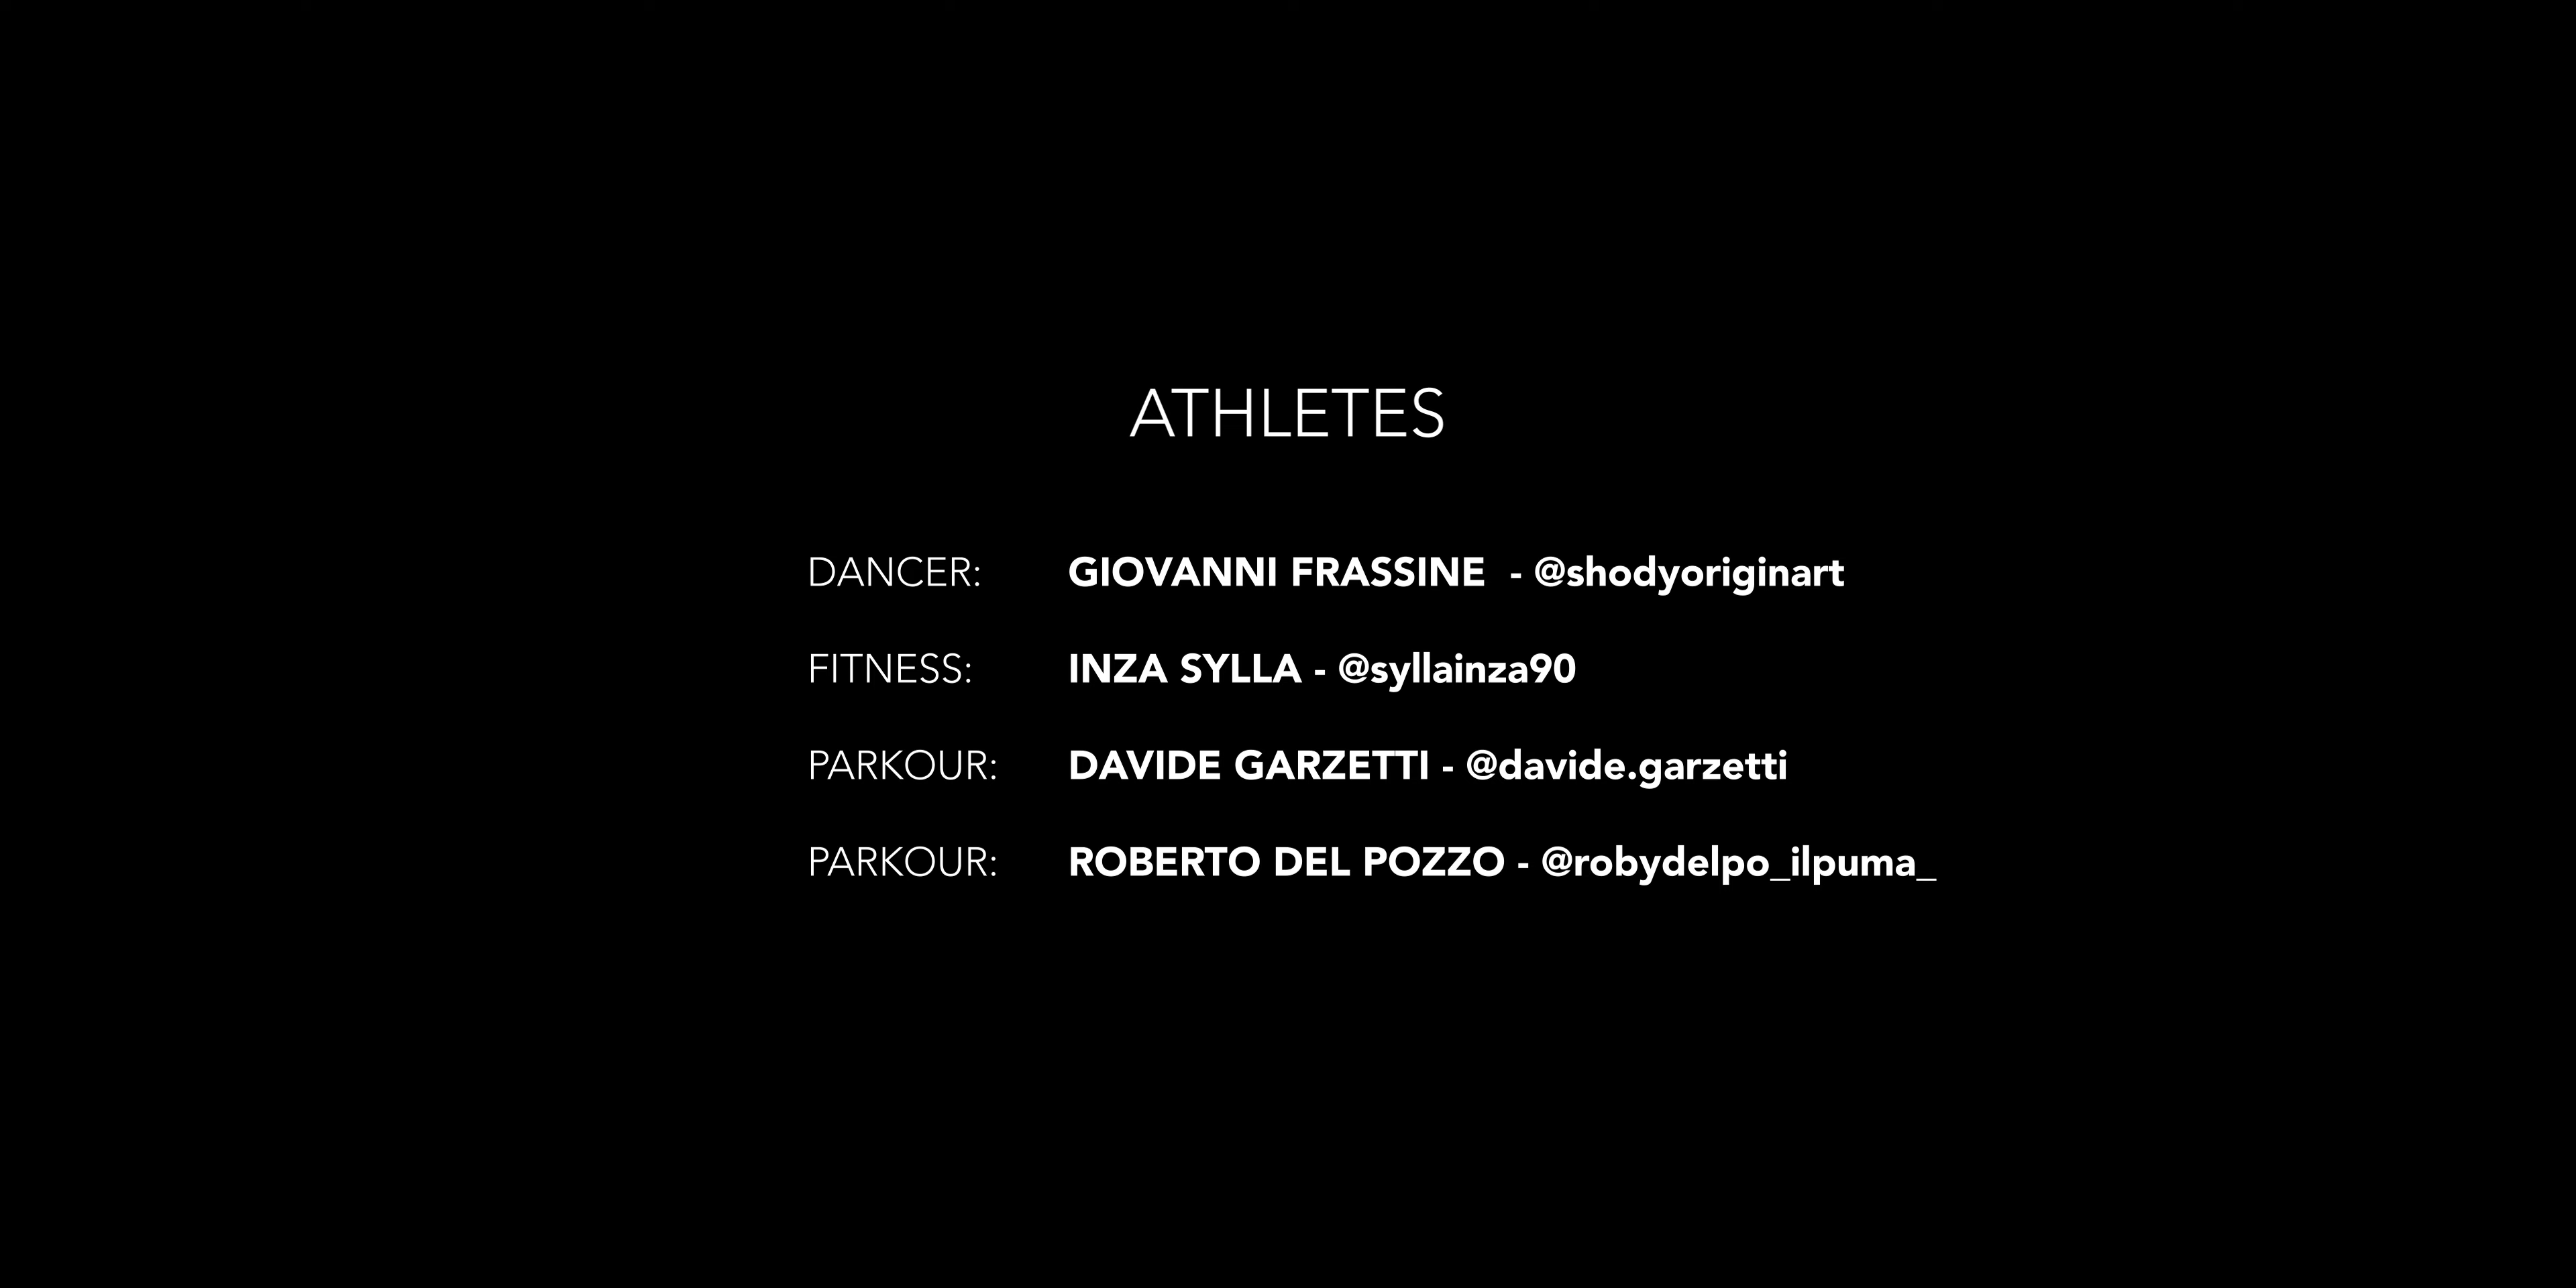 ATHLETES
DANCER: GIOVANNI FRASSINE - @shodyoriginart
FITNESS: INZA SYLLA - @syllainza90
PARKOUR: DAVIDE GARZETTI - @davide.garzetti
PARKOUR: ROBERTO DEL POZZO - @robydelpo_ilpuma_